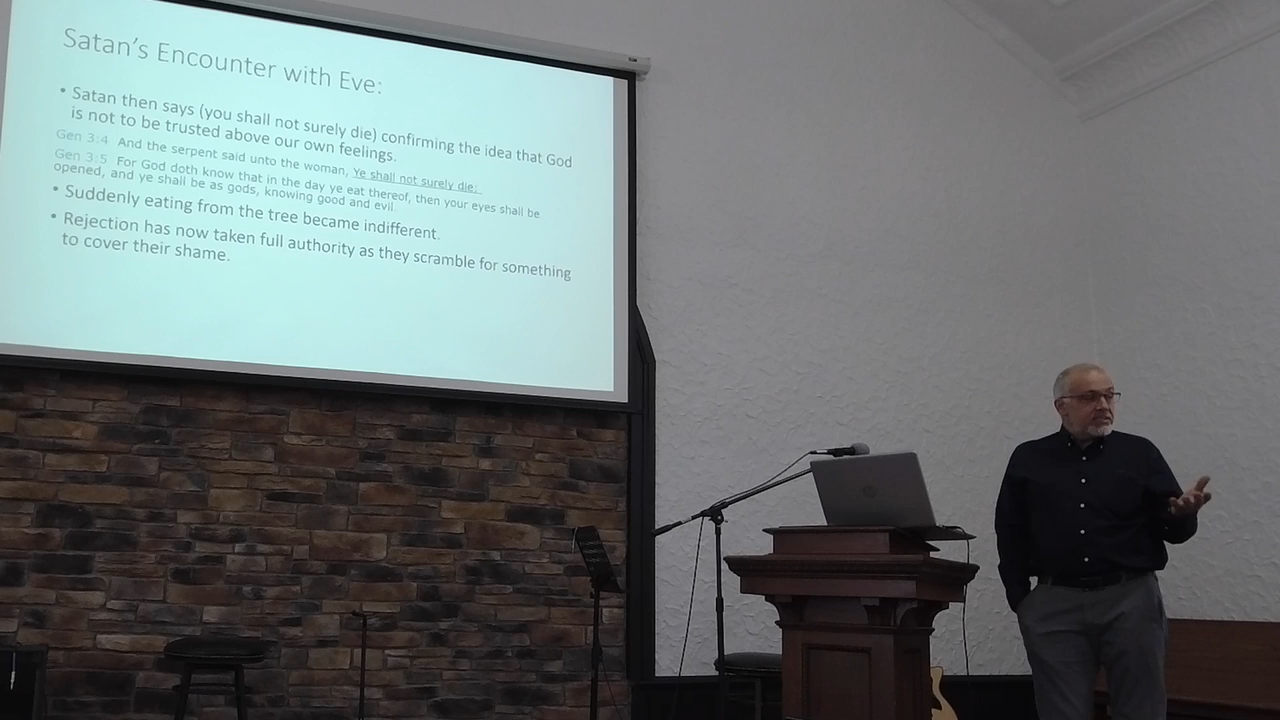 Satan's Encounter with Eve:
• Satan then says (you shall not surely die) confirming the idea that God
is not to be trusted above our own feelings.
Gen 3:4 And the serpent said unto the woman, Ye shall not surely die:
Gen 3:5 For God doth know that in the day ye eat thereof, then your eyes shall be
opened, and ye shall be as gods, knowing good and evil.
• Suddenly eating from the tree became indifferent.
• Rejection has now taken full authority as they scramble for something
to cover their shame.
hp